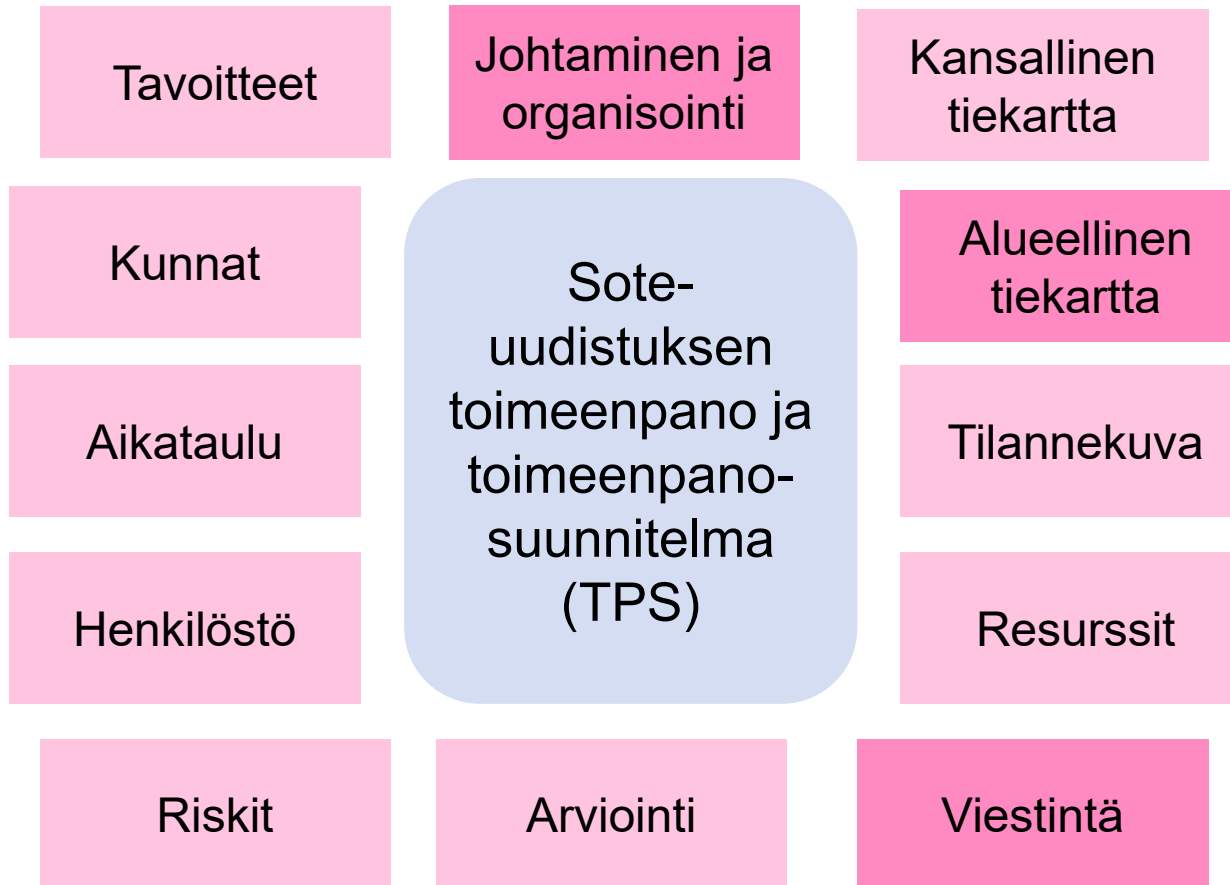 Tavoitteet
Johtaminen ja
organisointi
Kansallinen
tiekartta
Kunnat
Sote-
uudistuksen
toimeenpano ja
toimeenpano-
suunnitelma
(TPS)
Alueellinen
tiekartta
Aikataulu
Tilannekuva
Henkilöstö
Resurssit
Riskit
Arviointi
Viestintä